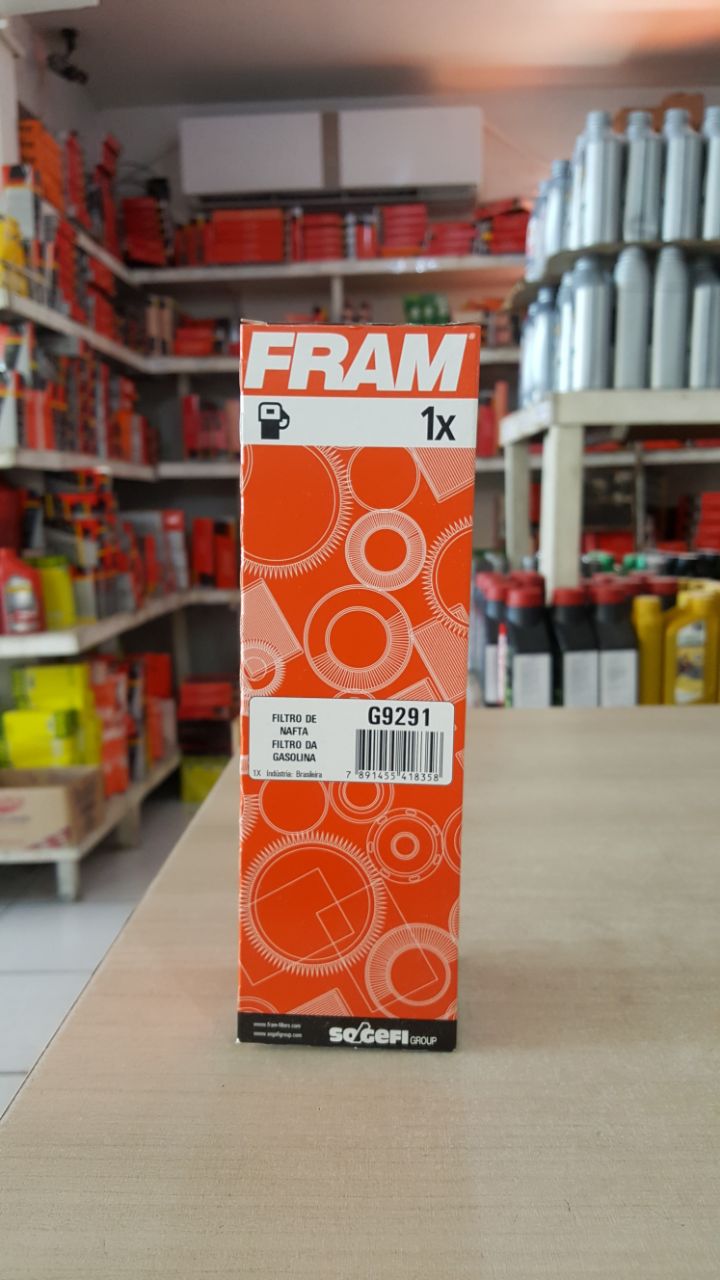 FRAM®
1x
FILTRO DE
NAFTA
FILTRO DA
GASOLINA
G9291
1X Indústria: Brasileira
7 891455 418358
www.fram-filters.com
www.sogefigroup.com
SOGEFI GROUP